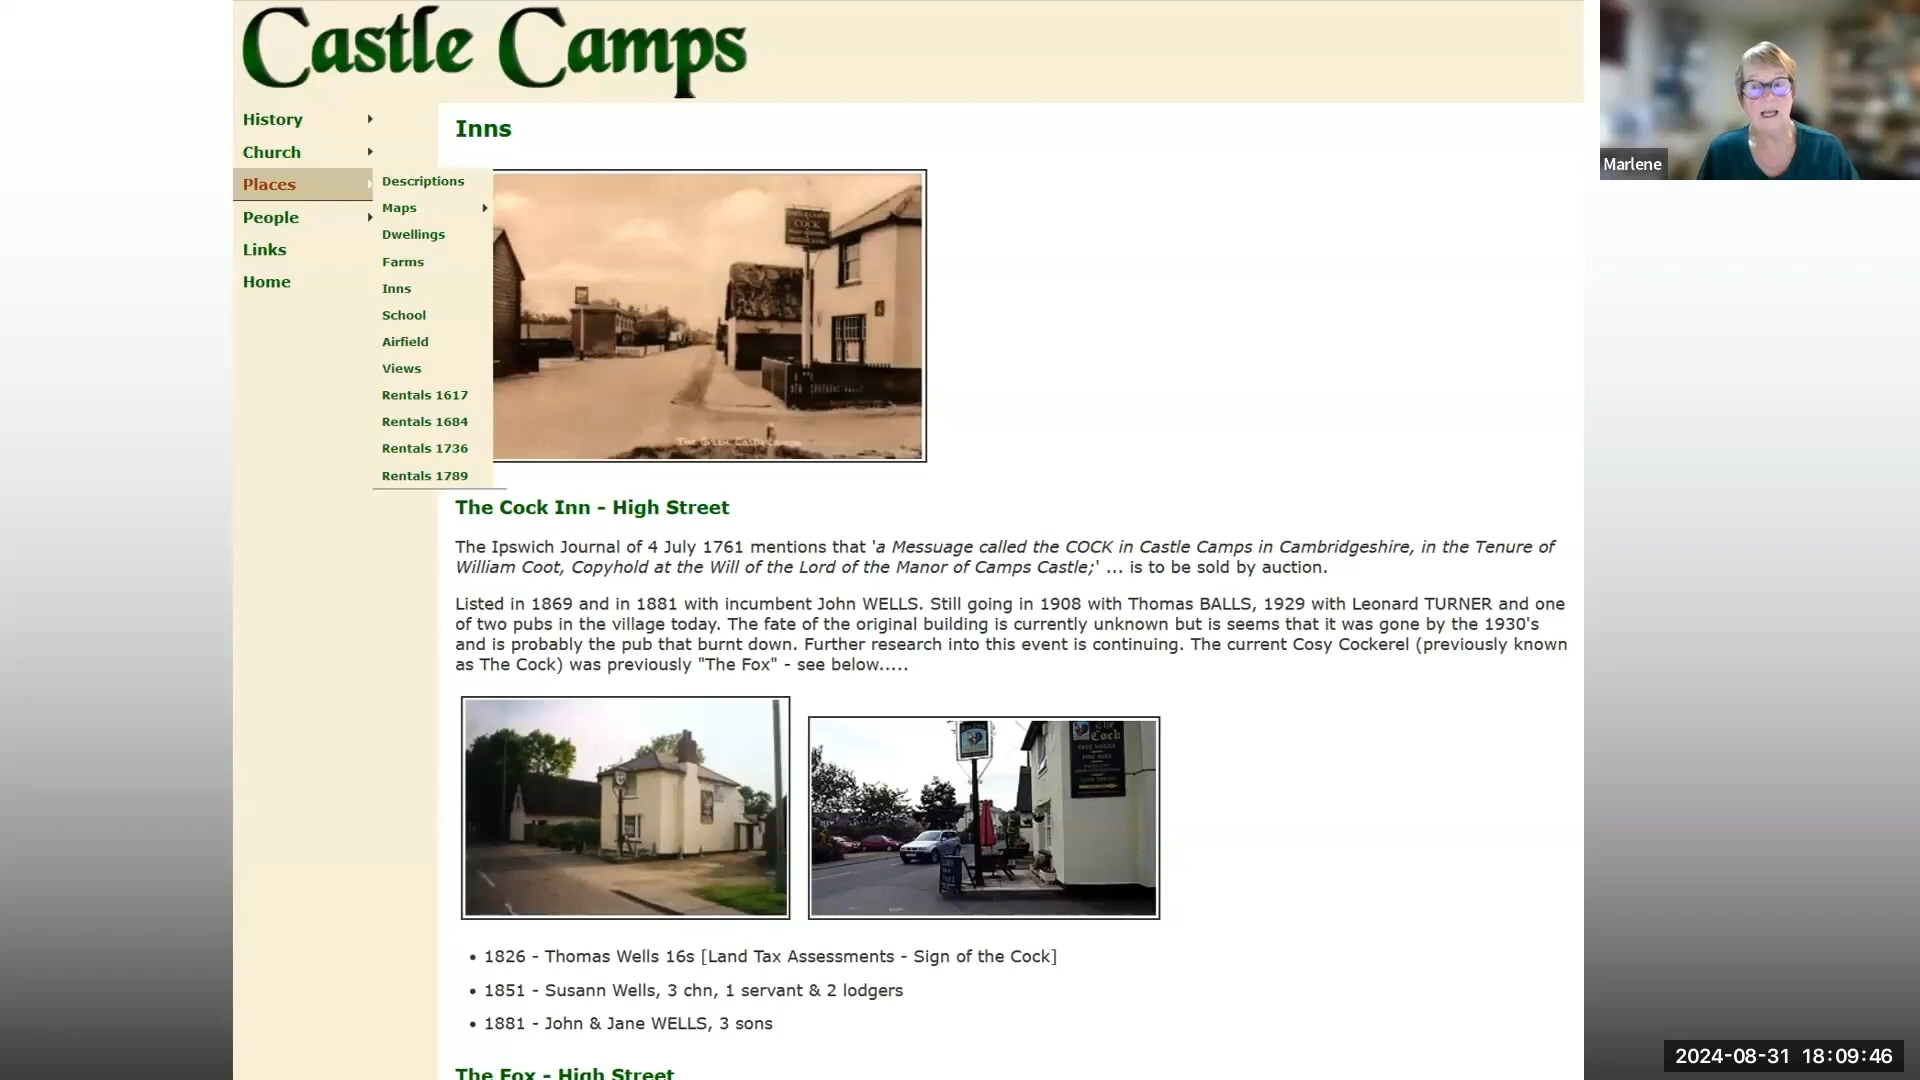 Castle Camps
History
Church
Places
People
Links
Home
Descriptions
Maps
Dwellings
Farms
Inns
School
Airfield
Views
Rentals 1617
Rentals 1684
Rentals 1736
Rentals 1789
Inns
COCK
The Cock Inn - High Street
The Ipswich Journal of 4 July 1761 mentions that 'a Messuage called the COCK in Castle Camps in Cambridgeshire, in the Tenure of
William Coot, Copyhold at the Will of the Lord of the Manor of Camps Castle;' ... is to be sold by auction.
Listed in 1869 and in 1881 with incumbent John WELLS. Still going in 1908 with Thomas BALLS, 1929 with Leonard TURNER and one
of two pubs in the village today. The fate of the original building is currently unknown but is seems that it was gone by the 1930's
and is probably the pub that burnt down. Further research into this event is continuing. The current Cosy Cockerel (previously known
as The Cock) was previously "The Fox" - see below.....
The
Cock
• 1826 - Thomas Wells 16s [Land Tax Assessments - Sign of the Cock]
• 1851 - Susann Wells, 3 chn, 1 servant & 2 lodgers
• 1881 - John & Jane WELLS, 3 sons
The Fox - High Street
Marlene
2024-08-31 18:09:46